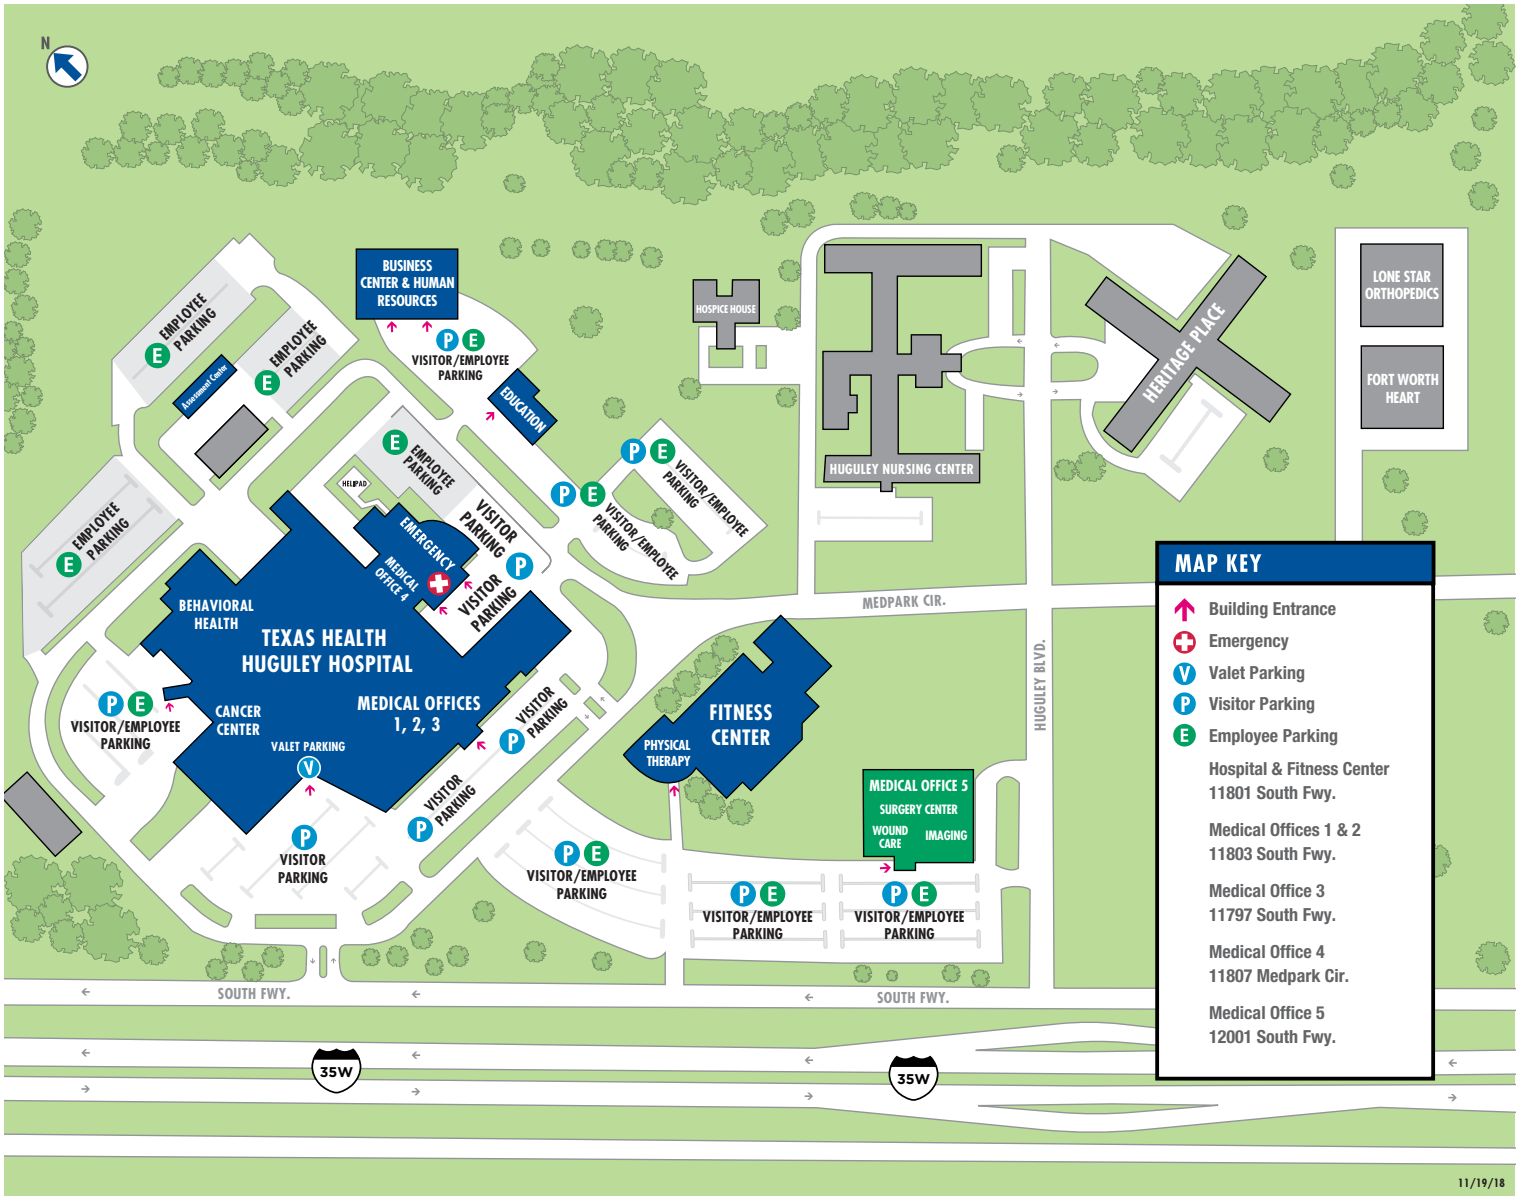 N
BUSINESS
CENTER & HUMAN
RESOURCES
P E
VISITOR/EMPLOYEE
PARKING
EMPLOYEE
PARKING
E
EMPLOYEE
PARKING
E
Assessment Center
EDUCATION
HOSPICE HOUSE
HERITAGE PLACE
LONE STAR
ORTHOPEDICS
FORT WORTH
HEART
HUGULEY NURSING CENTER
E
EMPLOYEE
PARKING
HELIPAD
P E
VISITOR/EMPLOYEE
PARKING
P E
VISITOR/EMPLOYEE
PARKING
EMPLOYEE
PARKING
E
VISITOR
PARKING
P
VISITOR
PARKING
EMERGENCY
MEDICAL
OFFICE 4
BEHAVIORAL
HEALTH
TEXAS HEALTH
HUGULEY HOSPITAL
MEDICAL OFFICES
1, 2, 3
CANCER
CENTER
VALET PARKING
V
P E
VISITOR/EMPLOYEE
PARKING
VISITOR
PARKING
P
VISITOR
PARKING
P
P
VISITOR
PARKING
MEDPARK CIR.
HUGULEY BLVD.
FITNESS
CENTER
PHYSICAL
THERAPY
MEDICAL OFFICE 5
SURGERY CENTER
WOUND
CARE
IMAGING
P E
VISITOR/EMPLOYEE
PARKING
P E
VISITOR/EMPLOYEE
PARKING
P E
VISITOR/EMPLOYEE
PARKING
SOUTH FWY.
SOUTH FWY.
35W
35W
MAP KEY
Building Entrance
Emergency
V Valet Parking
P Visitor Parking
E Employee Parking
Hospital & Fitness Center
11801 South Fwy.
Medical Offices 1 & 2
11803 South Fwy.
Medical Office 3
11797 South Fwy.
Medical Office 4
11807 Medpark Cir.
Medical Office 5
12001 South Fwy.
11/19/18